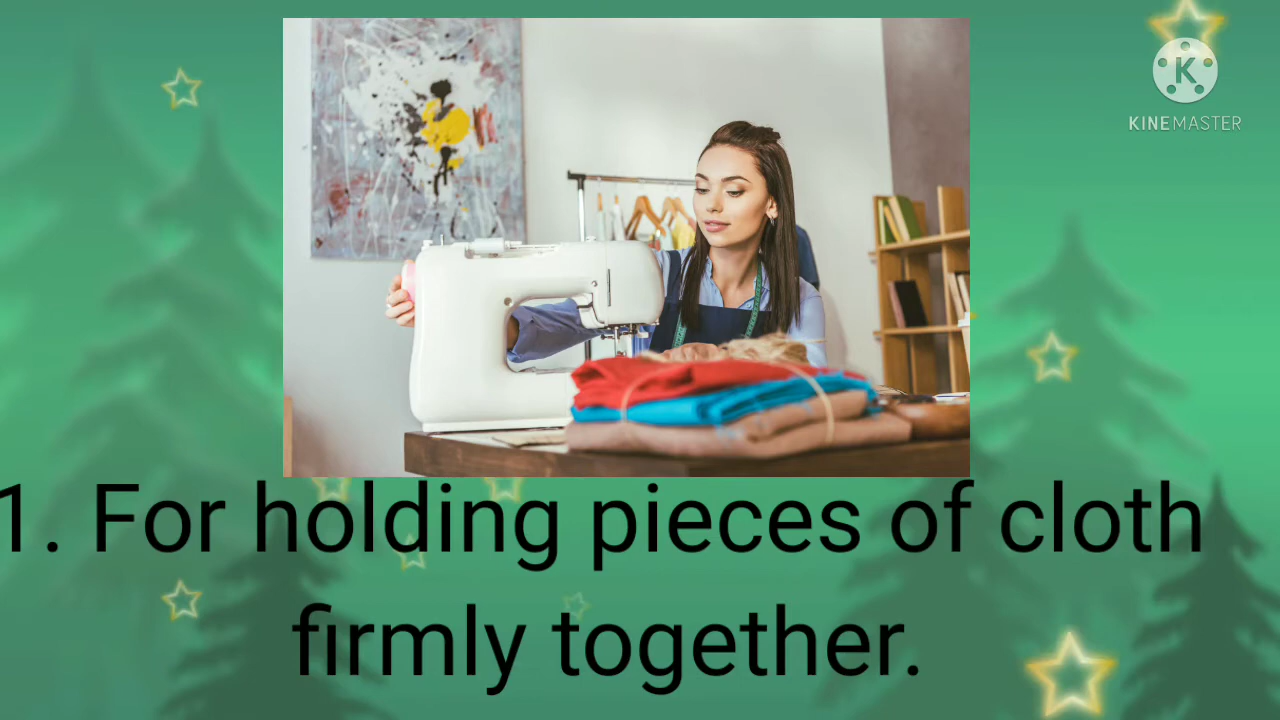 K
KINEMASTER
1. For holding pieces of cloth
firmly together.